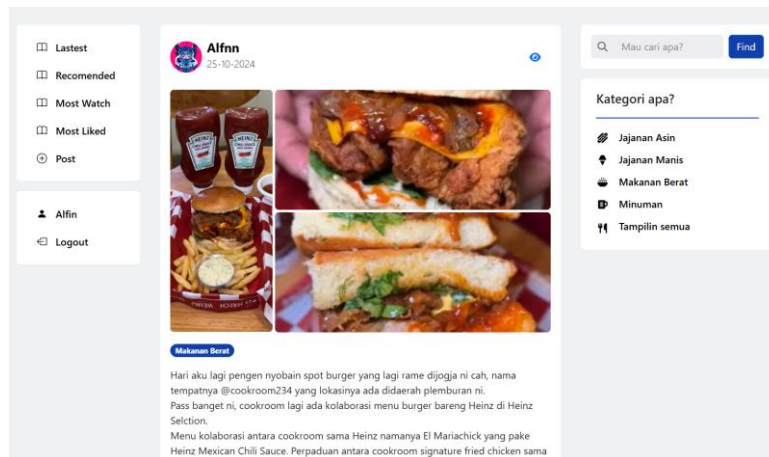 Lastest
Recomended
Most Watch
Most Liked
Post
Alfin
Logout
Alfnn
25-10-2024
HEINZ
HEINZ
Makanan Berat
Hari aku lagi pengen nyobain spot burger yang lagi rame dijogja ni cah, nama
tempatnya @cookroom234 yang lokasinya ada didaerah plemburan ni.
Pass banget ni, cookroom lagi ada kolaborasi menu burger bareng Heinz di Heinz
Selction.
Menu kolaborasi antara cookroom sama Heinz namanya El Mariachick yang pake
Heinz Mexican Chili Sauce. Perpaduan antara cookroom signature fried chicken sama
Mau cari apa?
Find
Kategori apa?
Jajanan Asin
Jajanan Manis
Makanan Berat
Minuman
Tampilin semua